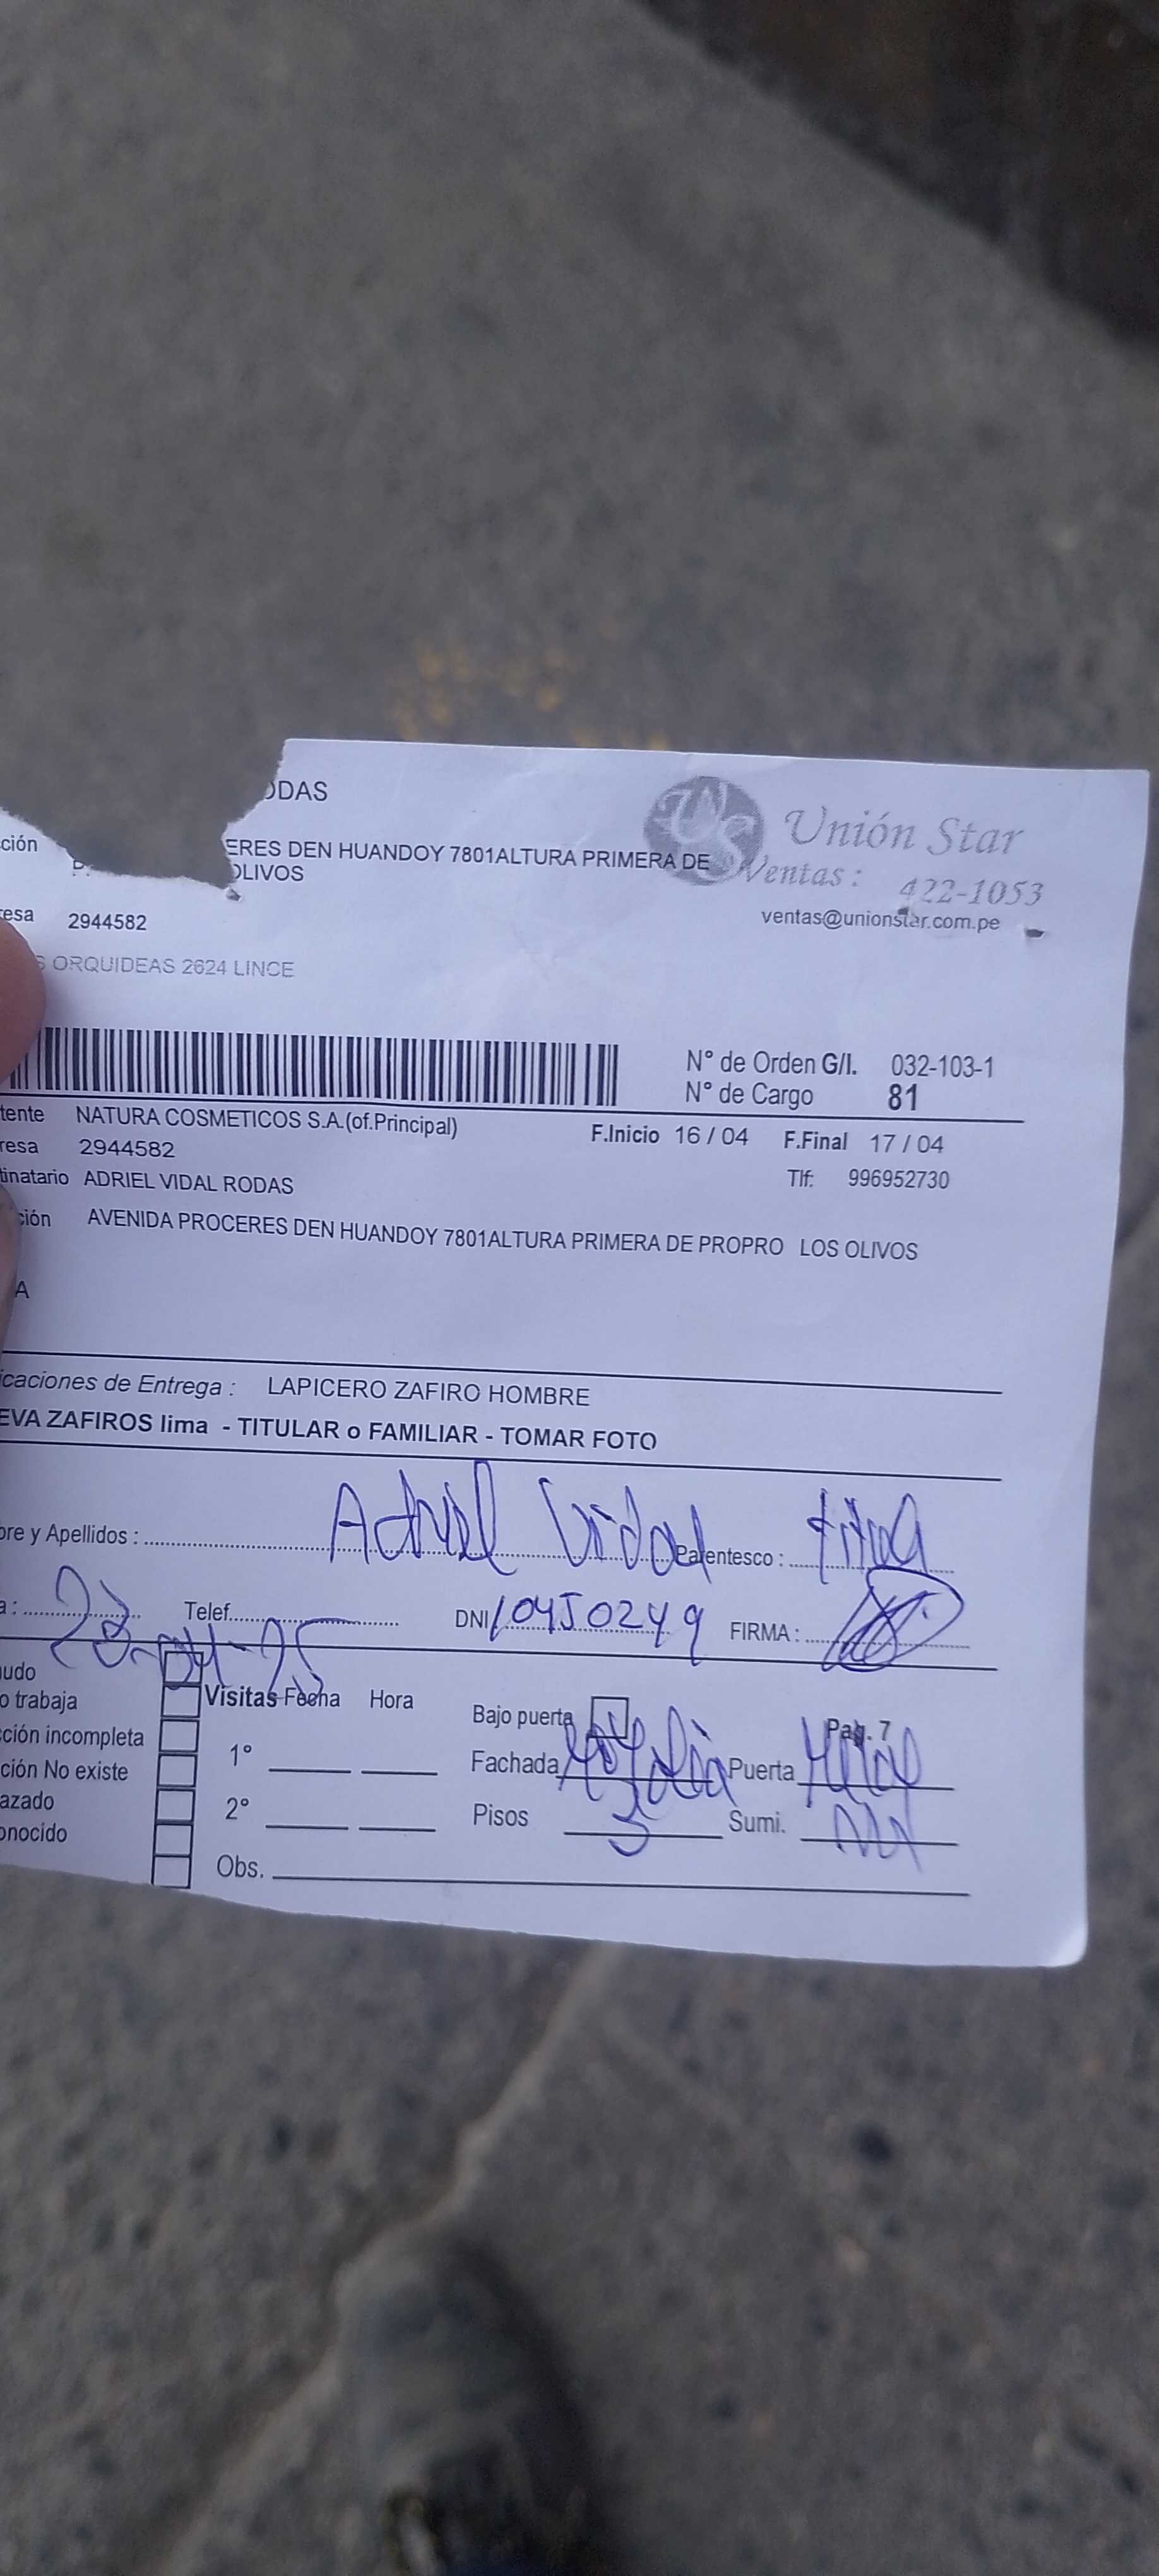 ODAS
Unión Star
cción
ERES DEN HUANDOY 7801ALTURA PRIMERA DE
OLIVOS
Ventas: 422-1053
ventas@unionstar.com.pe
resa 2944582
S ORQUIDEAS 2624 LINCE
N° de Orden G/I. 032-103-1
N° de Cargo 81
tente NATURA COSMETICOS S.A.(of.Principal)
F.Inicio 16 / 04 F.Final 17 / 04
resa 2944582
tinatario ADRIEL VIDAL RODAS
Tlf: 996952730
ción AVENIDA PROCERES DEN HUANDOY 7801ALTURA PRIMERA DE PROPRO LOS OLIVOS
A
icaciones de Entrega : LAPICERO ZAFIRO HOMBRE
EVA ZAFIROS lima - TITULAR o FAMILIAR - TOMAR FOTO
bre y Apellidos : Adriel Vidal Parentesco :
a : Telef. DNI 10450249 FIRMA :
udo
o trabaja
Visitas Fecha Hora
Bajo puerta
Pag. 7
cción incompleta
1°
Fachada Puerta
ción No existe
azado
2°
Pisos 3 Sumi.
onocido
Obs.